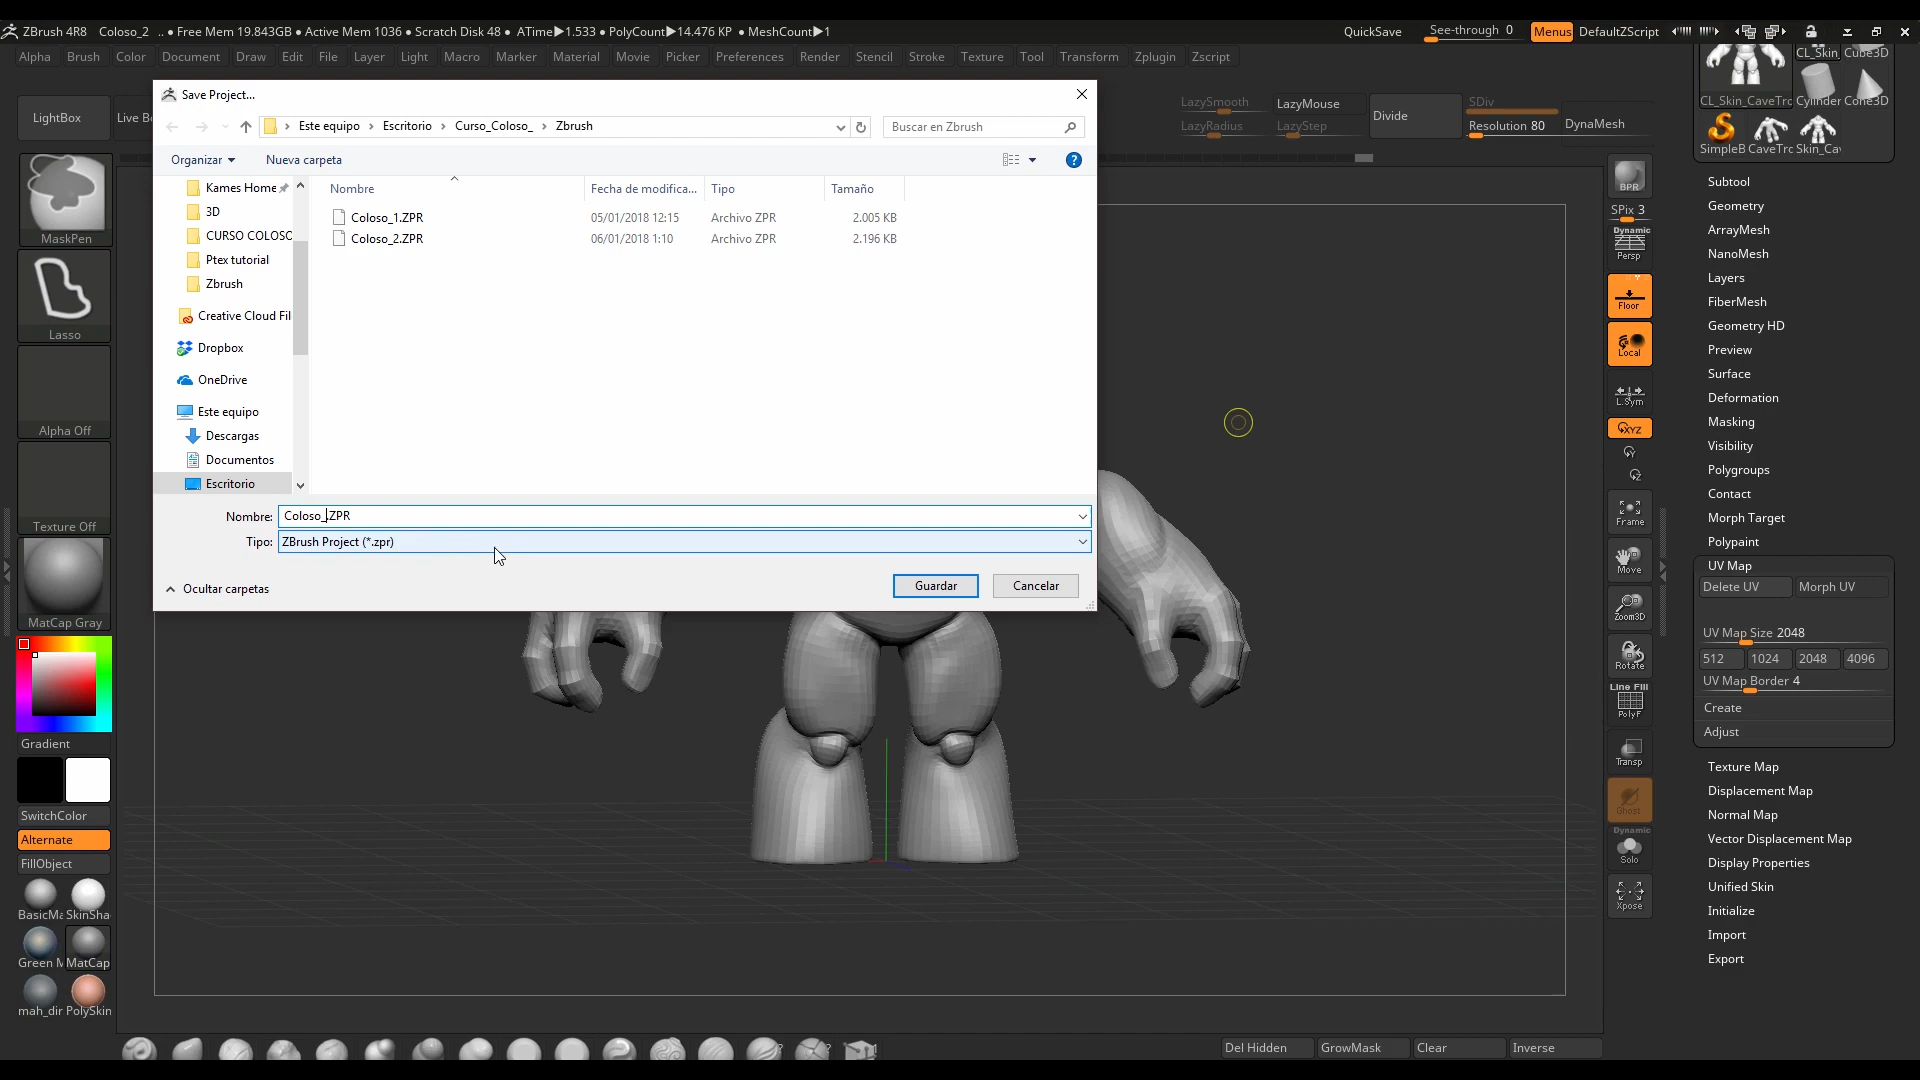 ZBrush 4R8 Coloso_2 .. ● Free Mem 19.843GB ● Active Mem 1036 ● Scratch Disk 48 ● ATime▶1.533 ● PolyCount▶14.476 KP ● MeshCount▶1 QuickSave See-through 0 Menus DefaultZScript
Alpha Brush Color Document Draw Edit File Layer Light Macro Marker Material Movie Picker Preferences Render Stencil Stroke Texture Tool Transform Zplugin Zscript
LightBox
Live Bo
Save Project...
Este equipo › Escritorio › Curso_Coloso_ › Zbrush
Buscar en Zbrush
Organizar
Nueva carpeta
Kames Home
3D
CURSO COLOSO
Ptex tutorial
Zbrush
Creative Cloud Fil
Dropbox
OneDrive
Este equipo
Descargas
Documentos
Escritorio
Nombre Fecha de modifica... Tipo Tamaño
Coloso_1.ZPR 05/01/2018 12:15 Archivo ZPR 2.005 KB
Coloso_2.ZPR 06/01/2018 1:10 Archivo ZPR 2.196 KB
Nombre: Coloso_.ZPR
Tipo: ZBrush Project (*.zpr)
Ocultar carpetas
Guardar
Cancelar
LazySmooth
LazyRadius
LazyMouse
LazyStep
Divide
SDiv
Resolution 80
DynaMesh
MaskPen
Lasso
Alpha Off
Texture Off
MatCap Gray
Gradient
SwitchColor
Alternate
FillObject
BasicMa SkinSha
Green M MatCap
mah_dir PolySkin
BPR
SPix 3
Dynamic
Persp
Floor
Local
L.Sym
XYZ
Y
Z
Frame
Move
Zoom3D
Rotate
Line Fill
PolyF
Transp
Ghost
Dynamic
Solo
Xpose
CL_Skin Cube3D
CL_Skin_CaveTrc Cylinder Cone3D
SimpleB CaveTrc Skin_Ca
Subtool
Geometry
ArrayMesh
NanoMesh
Layers
FiberMesh
Geometry HD
Preview
Surface
Deformation
Masking
Visibility
Polygroups
Contact
Morph Target
Polypaint
UV Map
Delete UV Morph UV
UV Map Size 2048
512 1024 2048 4096
UV Map Border 4
Create
Adjust
Texture Map
Displacement Map
Normal Map
Vector Displacement Map
Display Properties
Unified Skin
Initialize
Import
Export
Del Hidden GrowMask Clear Inverse